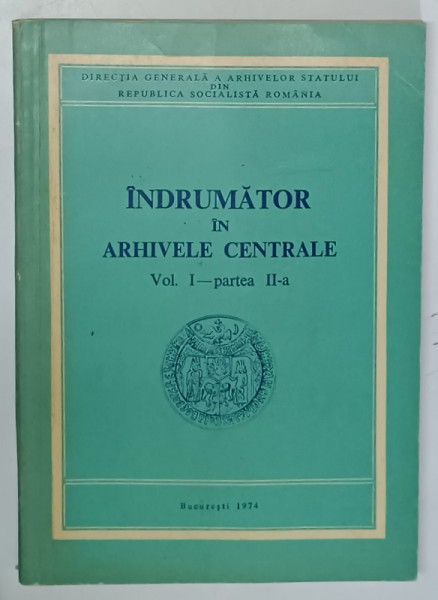 DIRECȚIA GENERALĂ A ARHIVELOR STATULUI
DIN
REPUBLICA SOCIALISTĂ ROMÂNIA
ÎNDRUMĂTOR
ÎN
ARHIVELE CENTRALE
Vol. I—partea II-a
București 1974